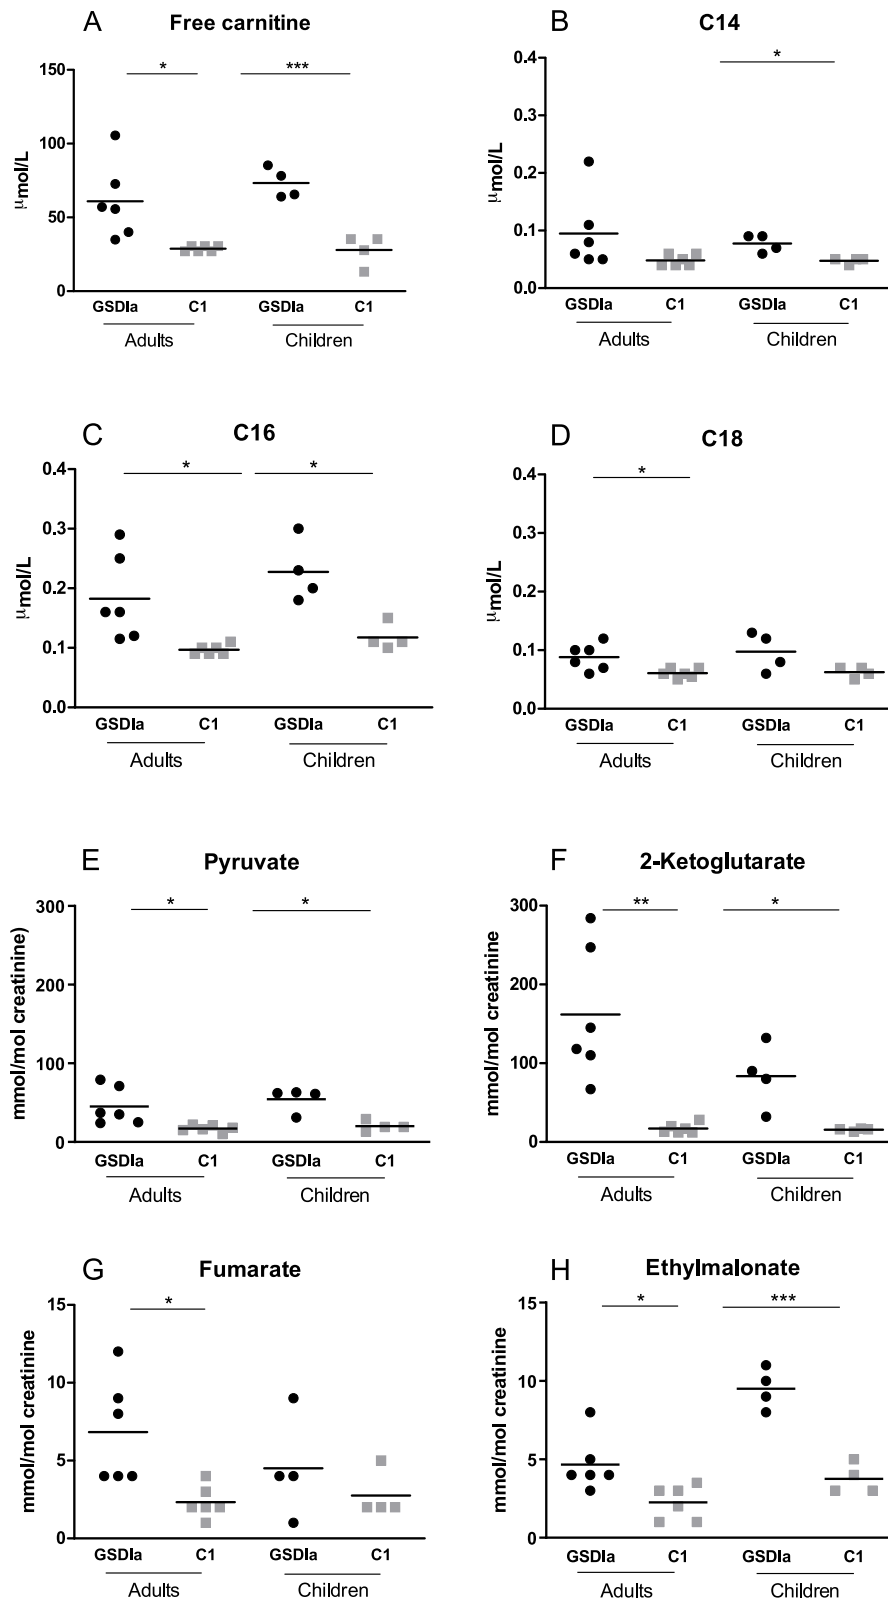 A Free carnitine
* ***
μmol/L
150
100
50
0
GSDIa C1 GSDIa C1
Adults Children
B C14
*
μmol/L
0.4
0.3
0.2
0.1
0.0
GSDIa C1 GSDIa C1
Adults Children
C C16
* *
μmol/L
0.4
0.3
0.2
0.1
0.0
GSDIa C1 GSDIa C1
Adults Children
D C18
*
μmol/L
0.4
0.3
0.2
0.1
0.0
GSDIa C1 GSDIa C1
Adults Children
E Pyruvate
* *
mmol/mol creatinine)
300
200
100
0
GSDIa C1 GSDIa C1
Adults Children
F 2-Ketoglutarate
** *
mmol/mol creatinine
300
200
100
0
GSDIa C1 GSDIa C1
Adults Children
G Fumarate
*
mmol/mol creatinine
15
10
5
0
GSDIa C1 GSDIa C1
Adults Children
H Ethylmalonate
* ***
mmol/mol creatinine
15
10
5
0
GSDIa C1 GSDIa C1
Adults Children